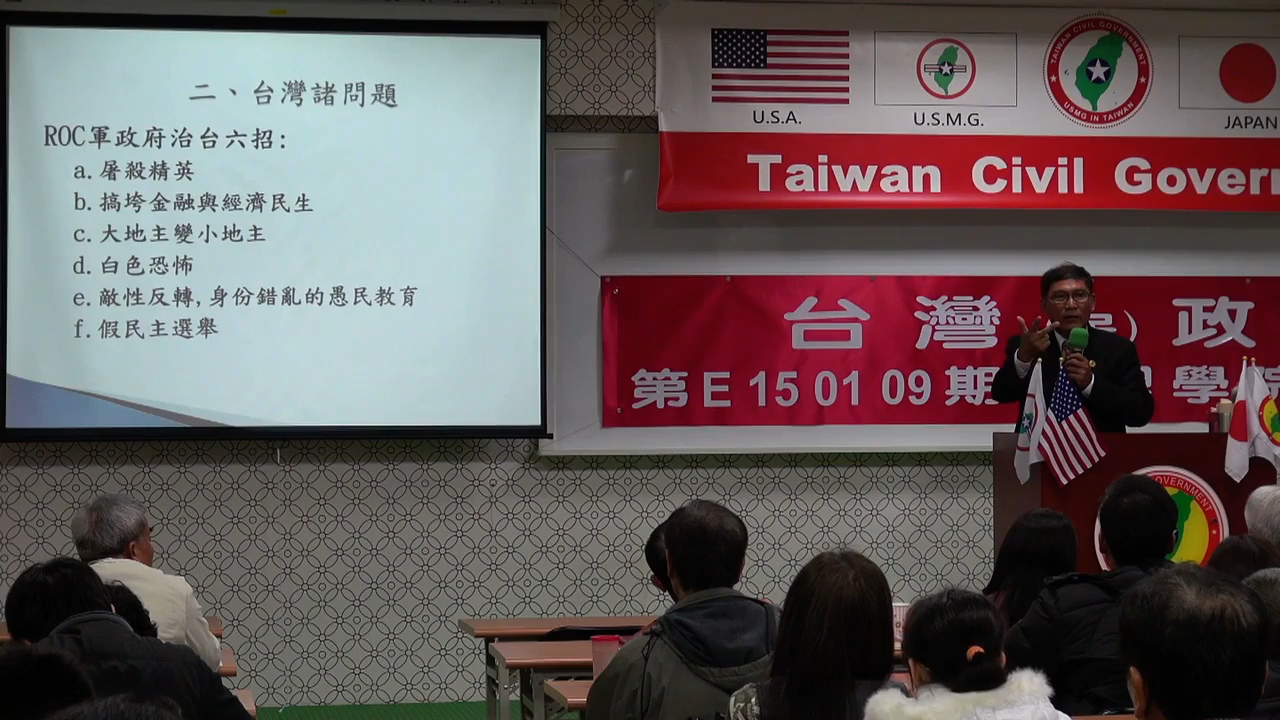 二、台灣諸問題
ROC軍政府治台六招:
a.屠殺精英
b.搞垮金融與經濟民生
c.大地主變小地主
d.白色恐怖
e.敵性反轉,身份錯亂的愚民教育
f.假民主選舉
U.S.A.
U.S.M.G.
TAIWAN CIVIL GOVERNMENT
USMG IN TAIWAN
JAPAN
Taiwan Civil Govern
台灣 政
第E 15 01 09期 學院
GOVERNMENT